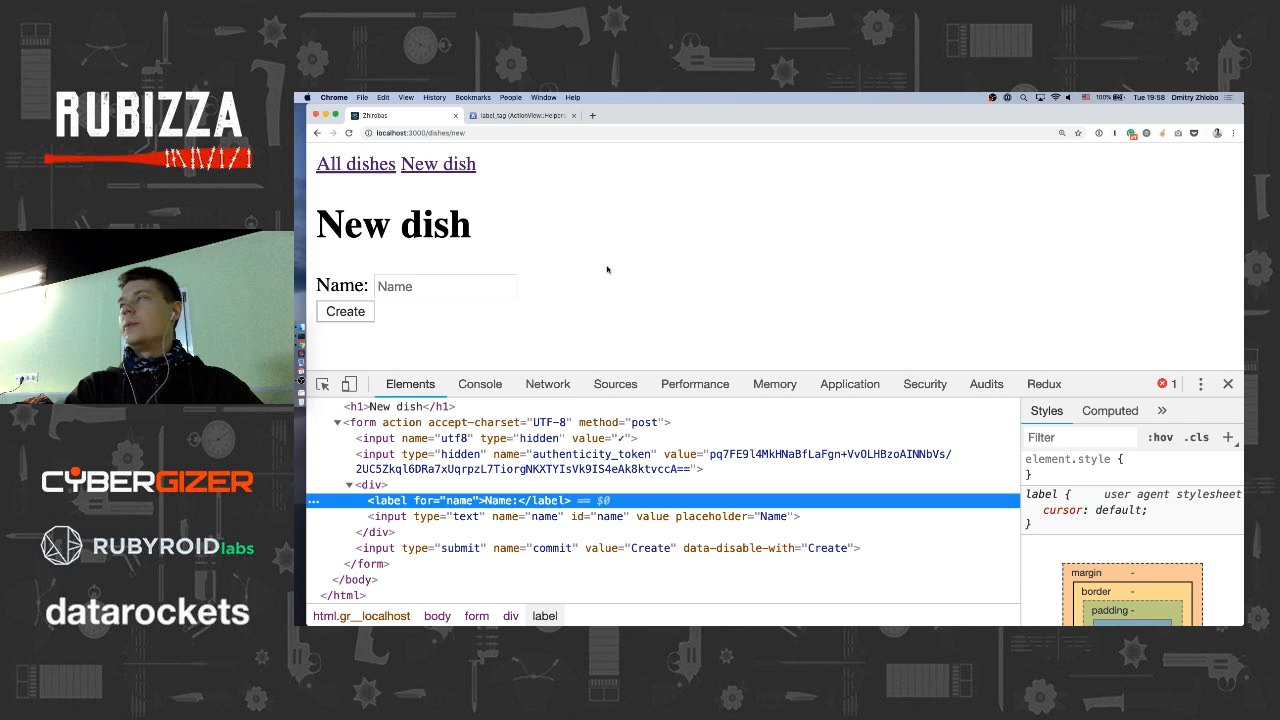 RUBIZZA
CYBERGIZER
RUBYROID labs
datarockets
Chrome File Edit View History Bookmarks People Window Help
100% Tue 19:58 Dmitry Zhlobo
Zhirobas
label_tag (ActionView::Helpers
localhost:3000/dishes/new
All dishes New dish
New dish
Name: Name
Create
Elements Console Network Sources Performance Memory Application Security Audits Redux 1
<h1>New dish</h1>
<form action accept-charset="UTF-8" method="post">
<input name="utf8" type="hidden" value="✓">
<input type="hidden" name="authenticity_token" value="pq7FE9l4MkHNaBfLaFgn+VvOLHBzoAINNbVs/
2UC5Zkql6DRa7xUqrpzL7TiorgNKXTYIsVk9IS4eAk8ktvccA==">
<div>
<label for="name">Name:</label> == $0
<input type="text" name="name" id="name" value placeholder="Name">
</div>
<input type="submit" name="commit" value="Create" data-disable-with="Create">
</form>
</body>
</html>
html.gr__localhost body form div label
Styles Computed »
Filter :hov .cls +
element.style {
}
label { user agent stylesheet
cursor: default;
}
margin -
border -
padding -